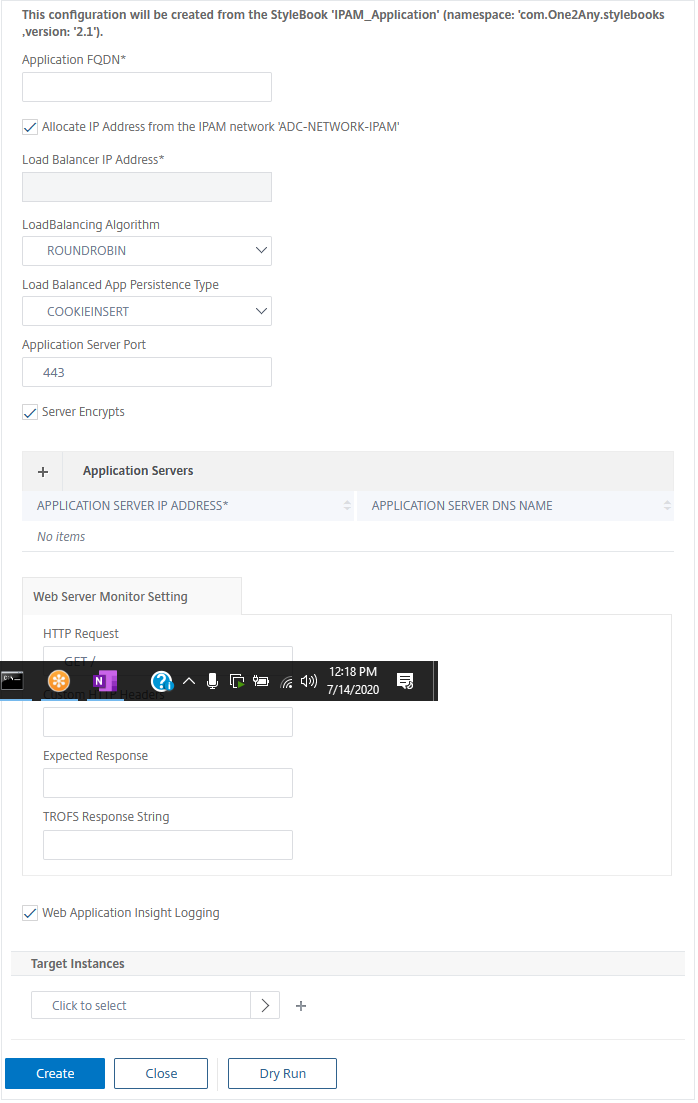 This configuration will be created from the StyleBook 'IPAM_Application' (namespace: 'com.One2Any.stylebooks
,version: '2.1').
Application FQDN*
Allocate IP Address from the IPAM network 'ADC-NETWORK-IPAM'
Load Balancer IP Address*
LoadBalancing Algorithm
ROUNDROBIN
Load Balanced App Persistence Type
COOKIEINSERT
Application Server Port
443
Server Encrypts
+ Application Servers
APPLICATION SERVER IP ADDRESS* APPLICATION SERVER DNS NAME
No items
Web Server Monitor Setting
HTTP Request
GET /
12:18 PM
7/14/2020
Custom HTTP Headers
Expected Response
TROFS Response String
Web Application Insight Logging
Target Instances
Click to select
Create Close Dry Run